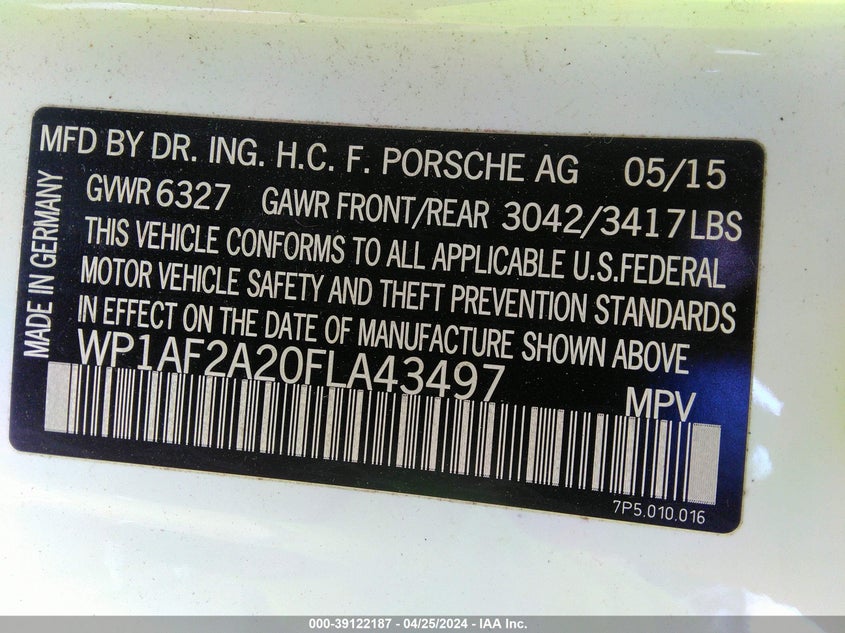 MFD BY DR. ING. H.C. F. PORSCHE AG 05/15
GVWR 6327 GAWR FRONT/REAR 3042/3417LBS
THIS VEHICLE CONFORMS TO ALL APPLICABLE U.S.FEDERAL
MOTOR VEHICLE SAFETY AND THEFT PREVENTION STANDARDS
IN EFFECT ON THE DATE OF MANUFACTURE SHOWN ABOVE
WP1AF2A20FLA43497 MPV
MADE IN GERMANY
7P5.010.016
000-39122187 - 04/25/2024 - IAA Inc.